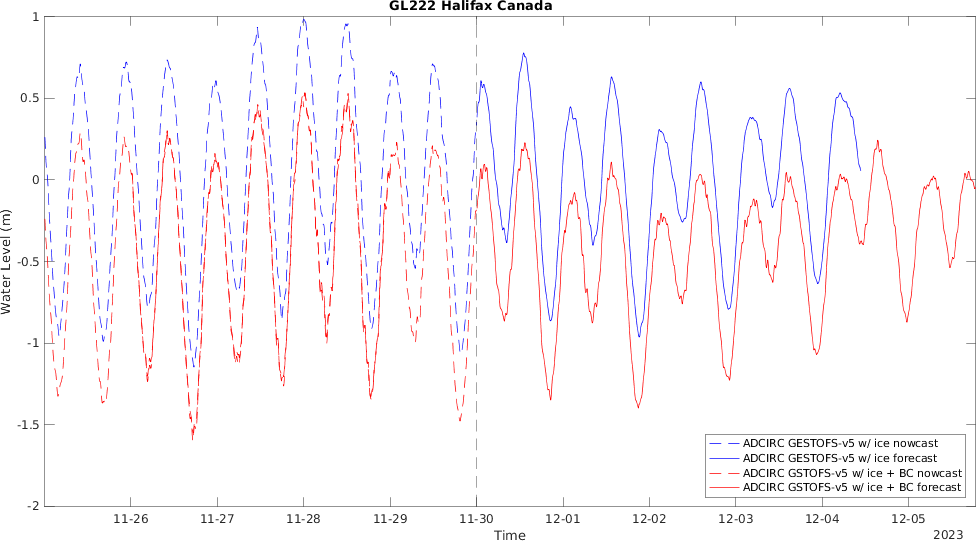 GL222 Halifax Canada
1
0.5
0
-0.5
-1
-1.5
-2
Water Level (m)
ADCIRC GESTOFS-v5 w/ ice nowcast
ADCIRC GESTOFS-v5 w/ ice forecast
ADCIRC GSTOFS-v5 w/ ice + BC nowcast
ADCIRC GSTOFS-v5 w/ ice + BC forecast
11-26 11-27 11-28 11-29 11-30 12-01 12-02 12-03 12-04 12-05
Time
2023